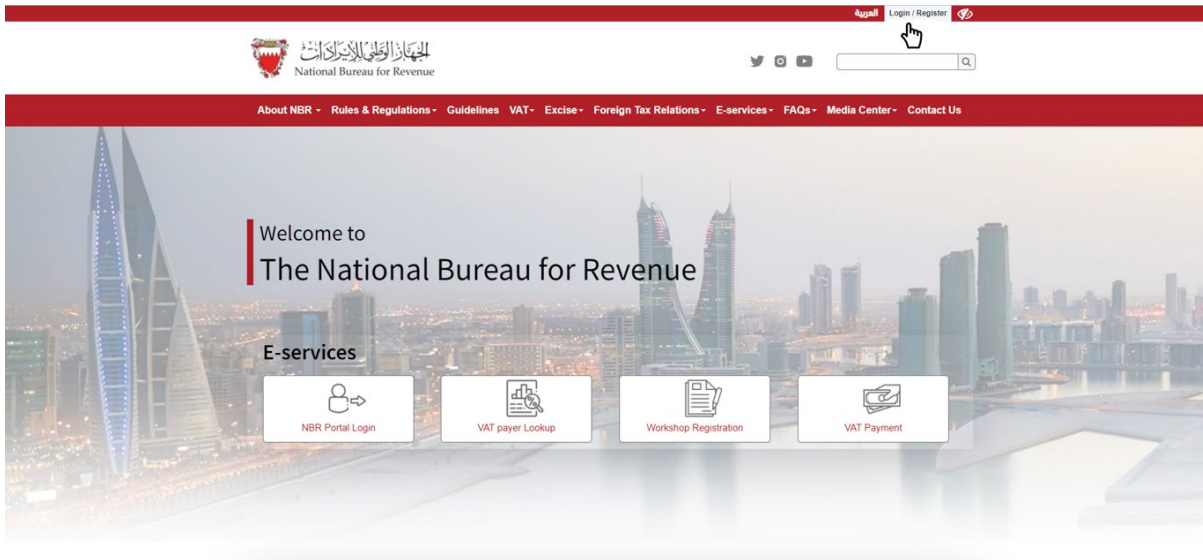 العربية Login / Register
الجهاز الوطني للإيرادات
National Bureau for Revenue
About NBR Rules & Regulations Guidelines VAT Excise Foreign Tax Relations E-services FAQs Media Center Contact Us
Welcome to
The National Bureau for Revenue
E-services
NBR Portal Login VAT payer Lookup Workshop Registration VAT Payment